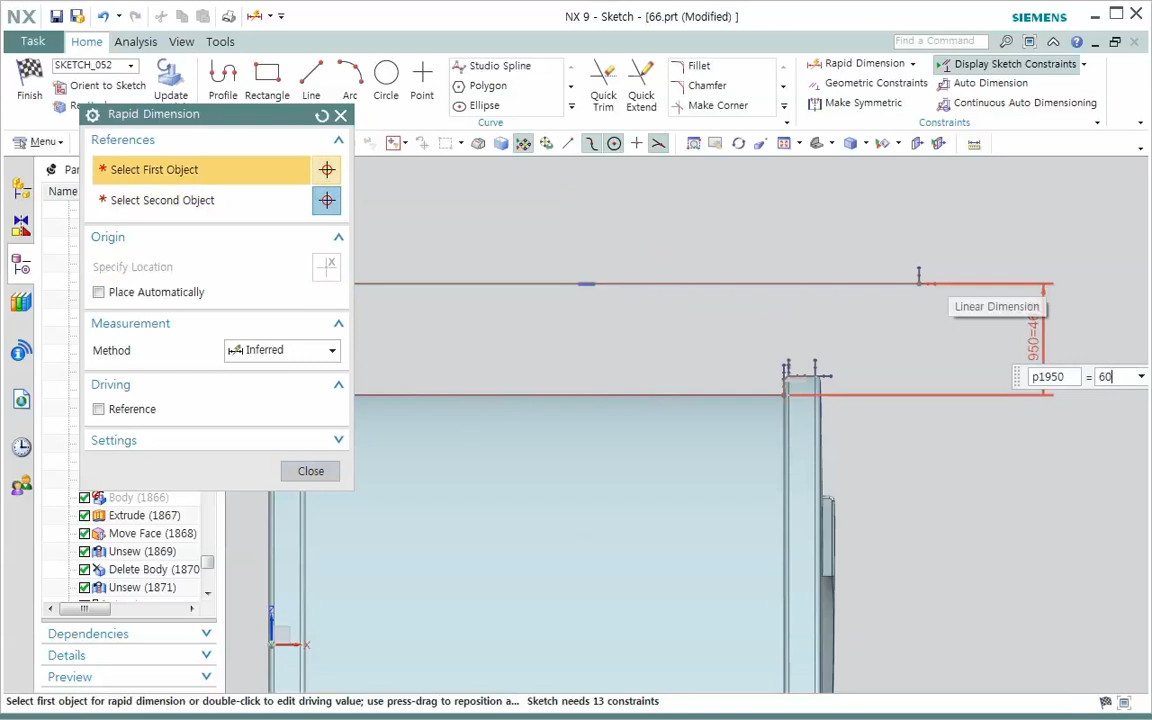 NX
NX 9 - Sketch - [66.prt (Modified) ]
SIEMENS
Task
Home
Analysis
View
Tools
Find a Command
Finish
SKETCH_052
Orient to Sketch
Update
Profile
Rectangle
Line
Arc
Circle
Point
Studio Spline
Polygon
Ellipse
Curve
Quick Trim
Quick Extend
Fillet
Chamfer
Make Corner
Rapid Dimension
Geometric Constraints
Make Symmetric
Display Sketch Constraints
Auto Dimension
Continuous Auto Dimensioning
Constraints
Rapid Dimension
Menu
References
* Select First Object
* Select Second Object
Origin
Specify Location
Place Automatically
Measurement
Method
Inferred
Driving
Reference
Settings
Close
Name
Body (1866)
Extrude (1867)
Move Face (1868)
Unsew (1869)
Delete Body (1870
Unsew (1871)
Dependencies
Details
Preview
Linear Dimension
p1950 = 60
X
Select first object for rapid dimension or double-click to edit driving value; use press-drag to reposition a...
Sketch needs 13 constraints